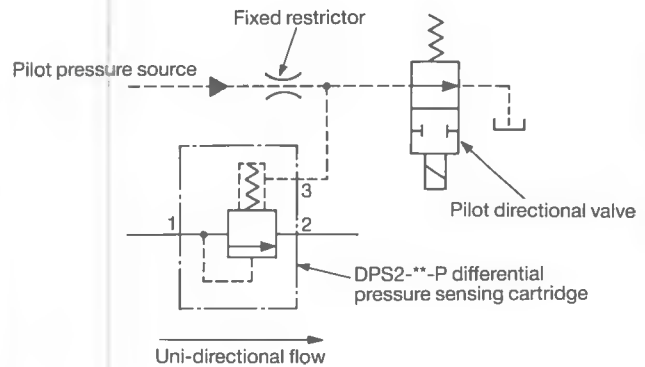 Fixed restrictor
Pilot pressure source
3
1
2
Pilot directional valve
DPS2-**-P differential
pressure sensing cartridge
Uni-directional flow